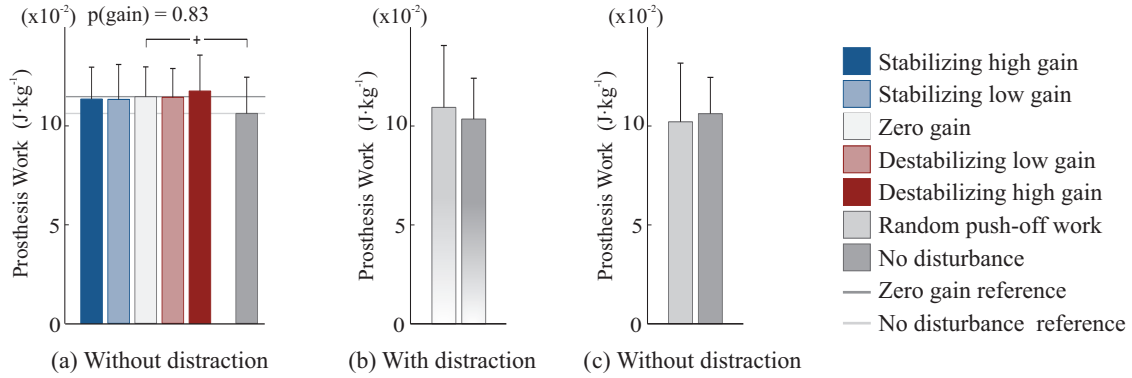 (x10⁻²) p(gain) = 0.83
+
Prosthesis Work (J·kg⁻¹)
10
5
0
(a) Without distraction
(x10⁻²)
Prosthesis Work (J·kg⁻¹)
10
5
0
(b) With distraction
(x10⁻²)
Prosthesis Work (J·kg⁻¹)
10
5
0
(c) Without distraction
Stabilizing high gain
Stabilizing low gain
Zero gain
Destabilizing low gain
Destabilizing high gain
Random push-off work
No disturbance
Zero gain reference
No disturbance reference